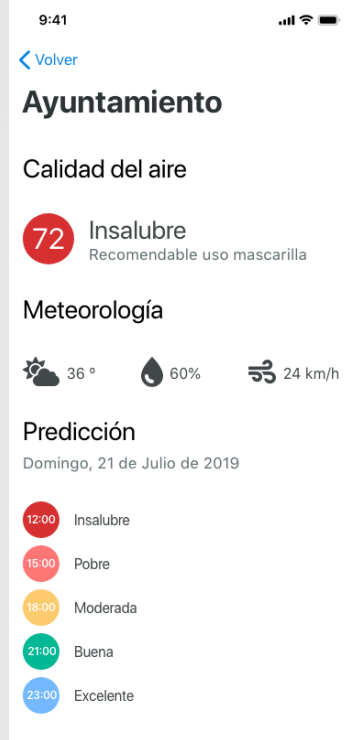 9:41
Volver
Ayuntamiento
Calidad del aire
72 Insalubre
Recomendable uso mascarilla
Meteorología
36 º 60% 24 km/h
Predicción
Domingo, 21 de Julio de 2019
12:00 Insalubre
15:00 Pobre
18:00 Moderada
21:00 Buena
23:00 Excelente